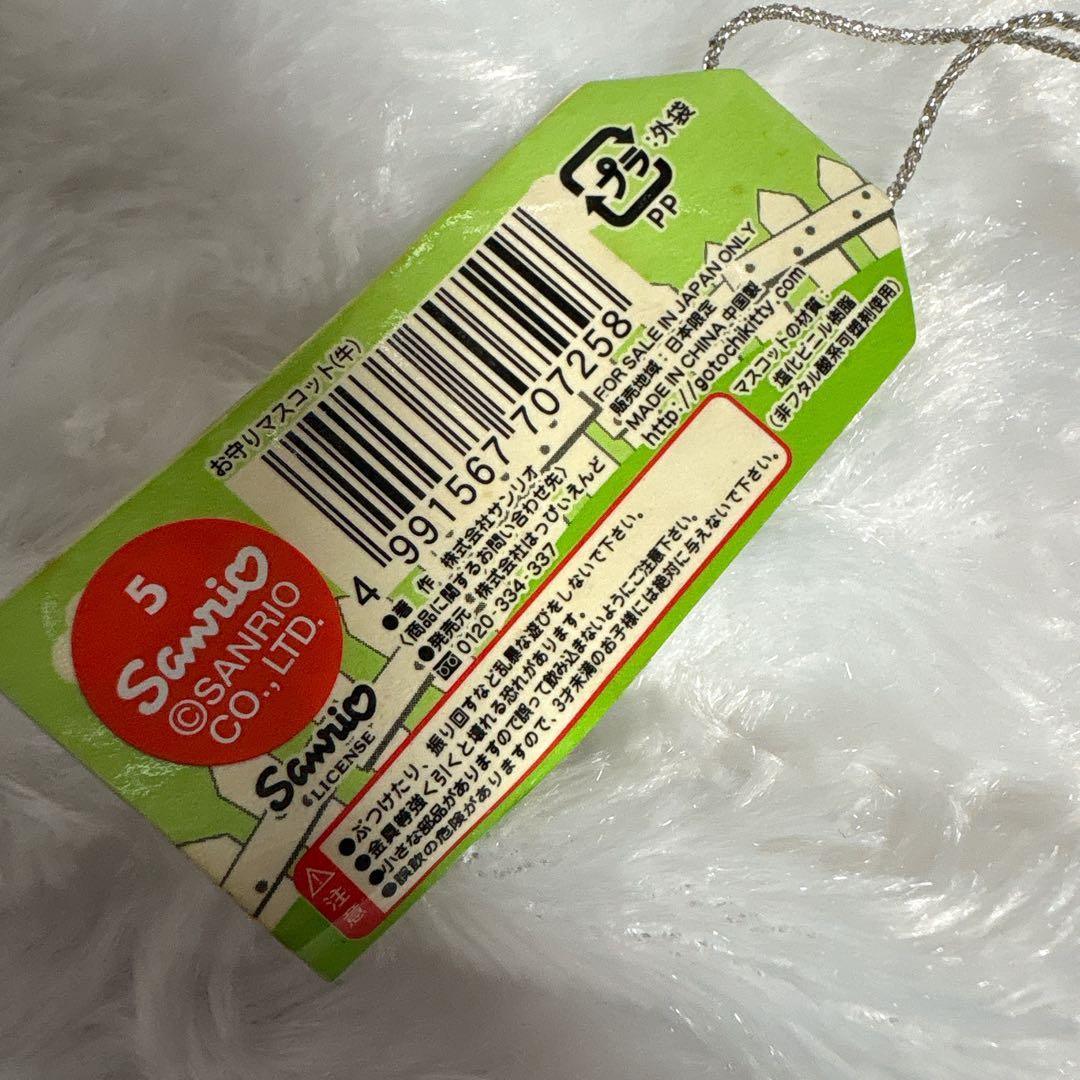 プラ
:外袋
PP
お守りマスコット(牛)
4 991567 707258
FOR SALE IN JAPAN ONLY
販売地域:日本限定
MADE IN CHINA 中国製
http://gotochikitty.com
マスコットの材質:
塩化ビニール樹脂
(非フタル酸系可塑剤使用)
●著 作 株式会社サンリオ
〈商品に関するお問い合わせ先〉
●発売元 株式会社はっぴぃえんど
0120-334-337
5
Sanrio
©SANRIO
CO., LTD.
Sanrio
LICENSE
注意
●ぶつけたり、振り回すなど乱暴な遊びをしないで下さい。
●金具等強く引くと壊れる恐れがあります。
●小さな部品がありますので誤って飲み込まないようにご注意下さい。
●誤飲の危険がありますので、3才未満のお子様には絶対に与えないで下さい。